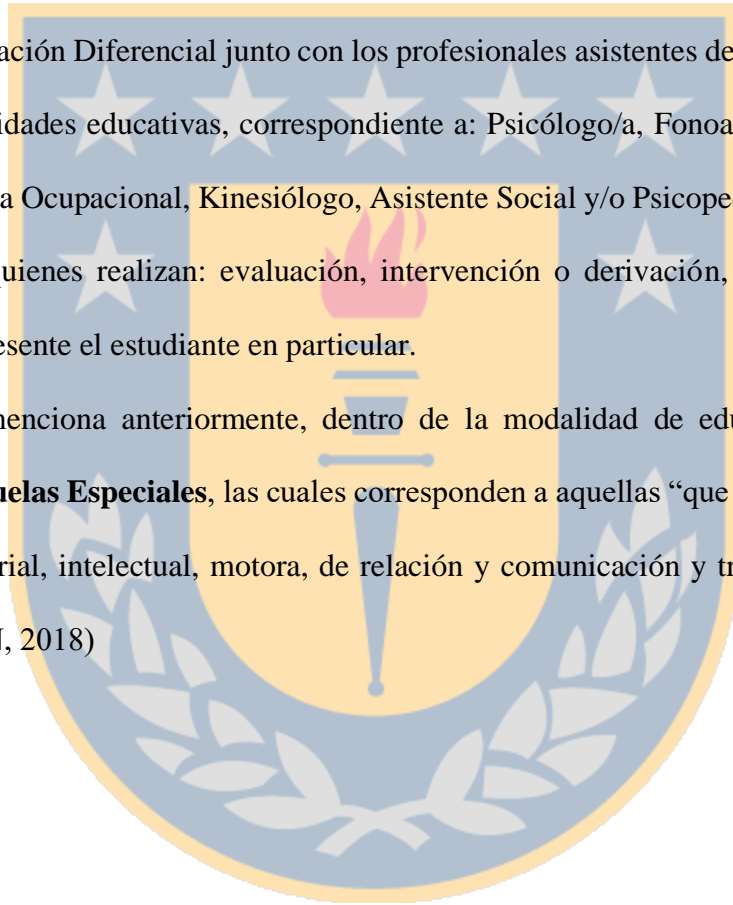 ación Diferencial junto con los profesionales asistentes de
idades educativas, correspondiente a: Psicólogo/a, Fonoa
a Ocupacional, Kinesiólogo, Asistente Social y/o Psicope
quienes realizan: evaluación, intervención o derivación,
esente el estudiante en particular.
menciona anteriormente, dentro de la modalidad de edu
uelas Especiales, las cuales corresponden a aquellas “que
rial, intelectual, motora, de relación y comunicación y tr
N, 2018)